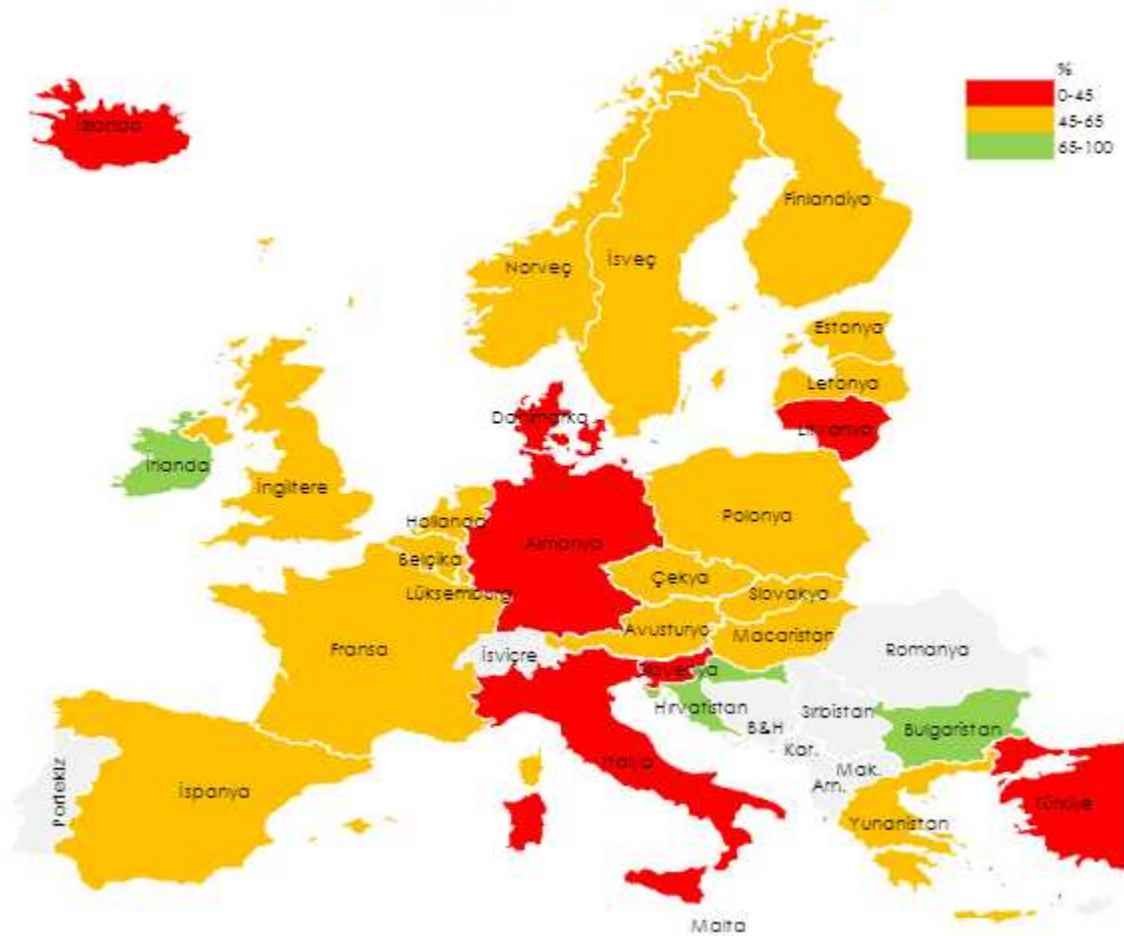 %
0-45
45-65
65-100
İzlanda
Finlandiya
Norveç
İsveç
Estonya
Letonya
Danimarka
Litvanya
İrlanda
İngiltere
Hollanda
Polonya
Almanya
Belçika
Çekya
Lüksemburg
Slovakya
Avusturya
Macaristan
Fransa
İsviçre
Romanya
Slovenya
Hırvatistan
Sırbistan
B&H
Bulgaristan
Kar.
İtalya
Mak.
Arn.
Portekiz
İspanya
Türkiye
Yunanistan
Malta